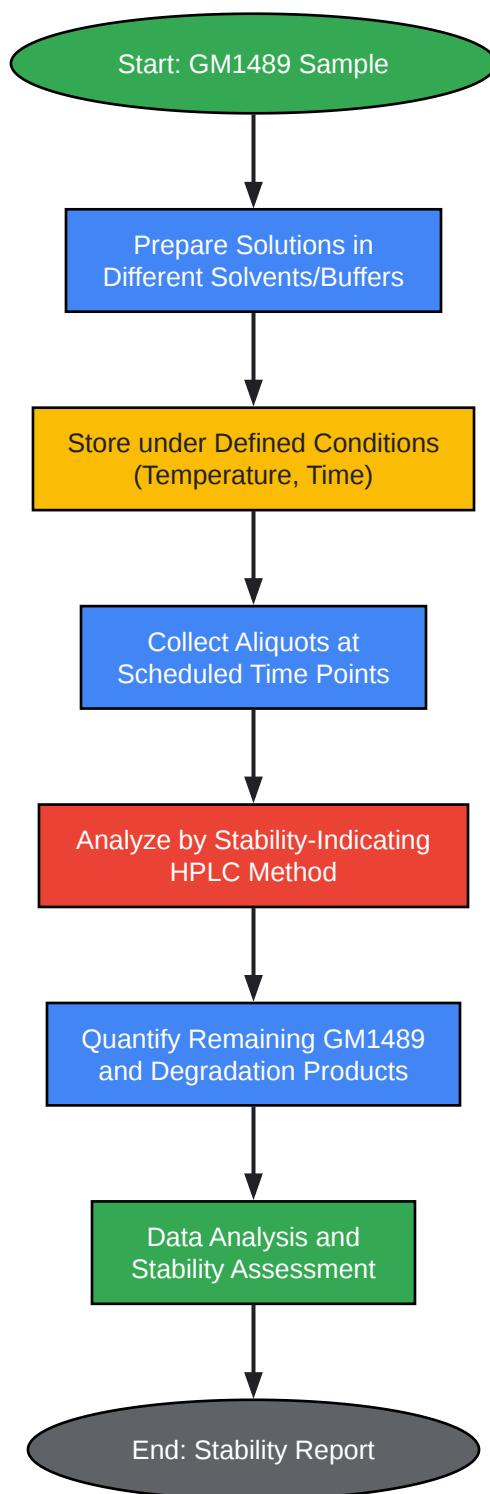 Start: GM1489 Sample
Prepare Solutions in
Different Solvents/Buffers
Store under Defined Conditions
(Temperature, Time)
Collect Aliquots at
Scheduled Time Points
Analyze by Stability-Indicating
HPLC Method
Quantify Remaining GM1489
and Degradation Products
Data Analysis and
Stability Assessment
End: Stability Report